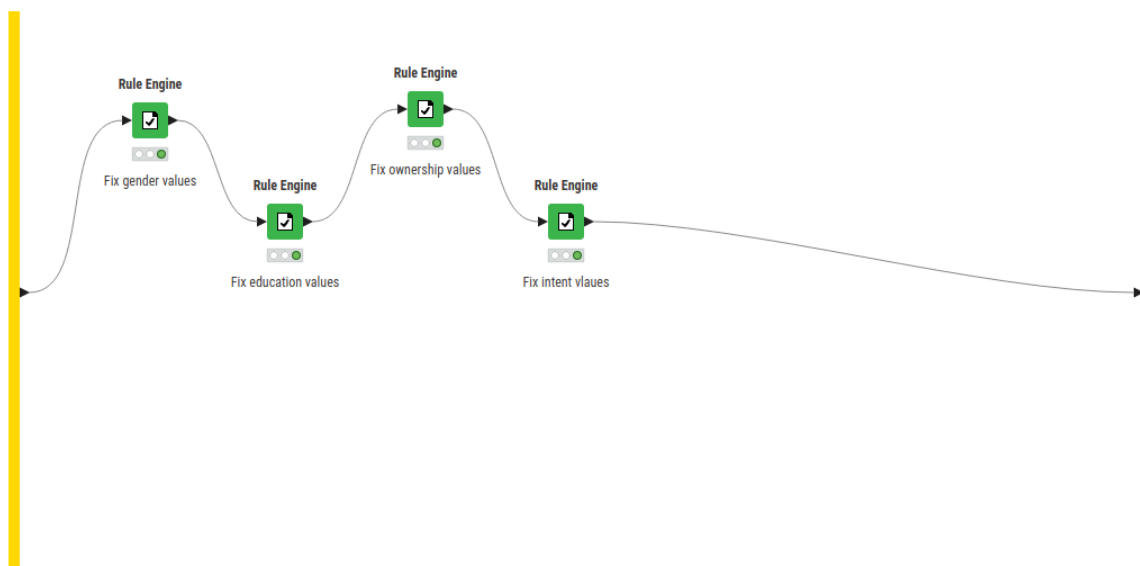 Rule Engine
Fix gender values
Rule Engine
Fix education values
Rule Engine
Fix ownership values
Rule Engine
Fix intent vlaues